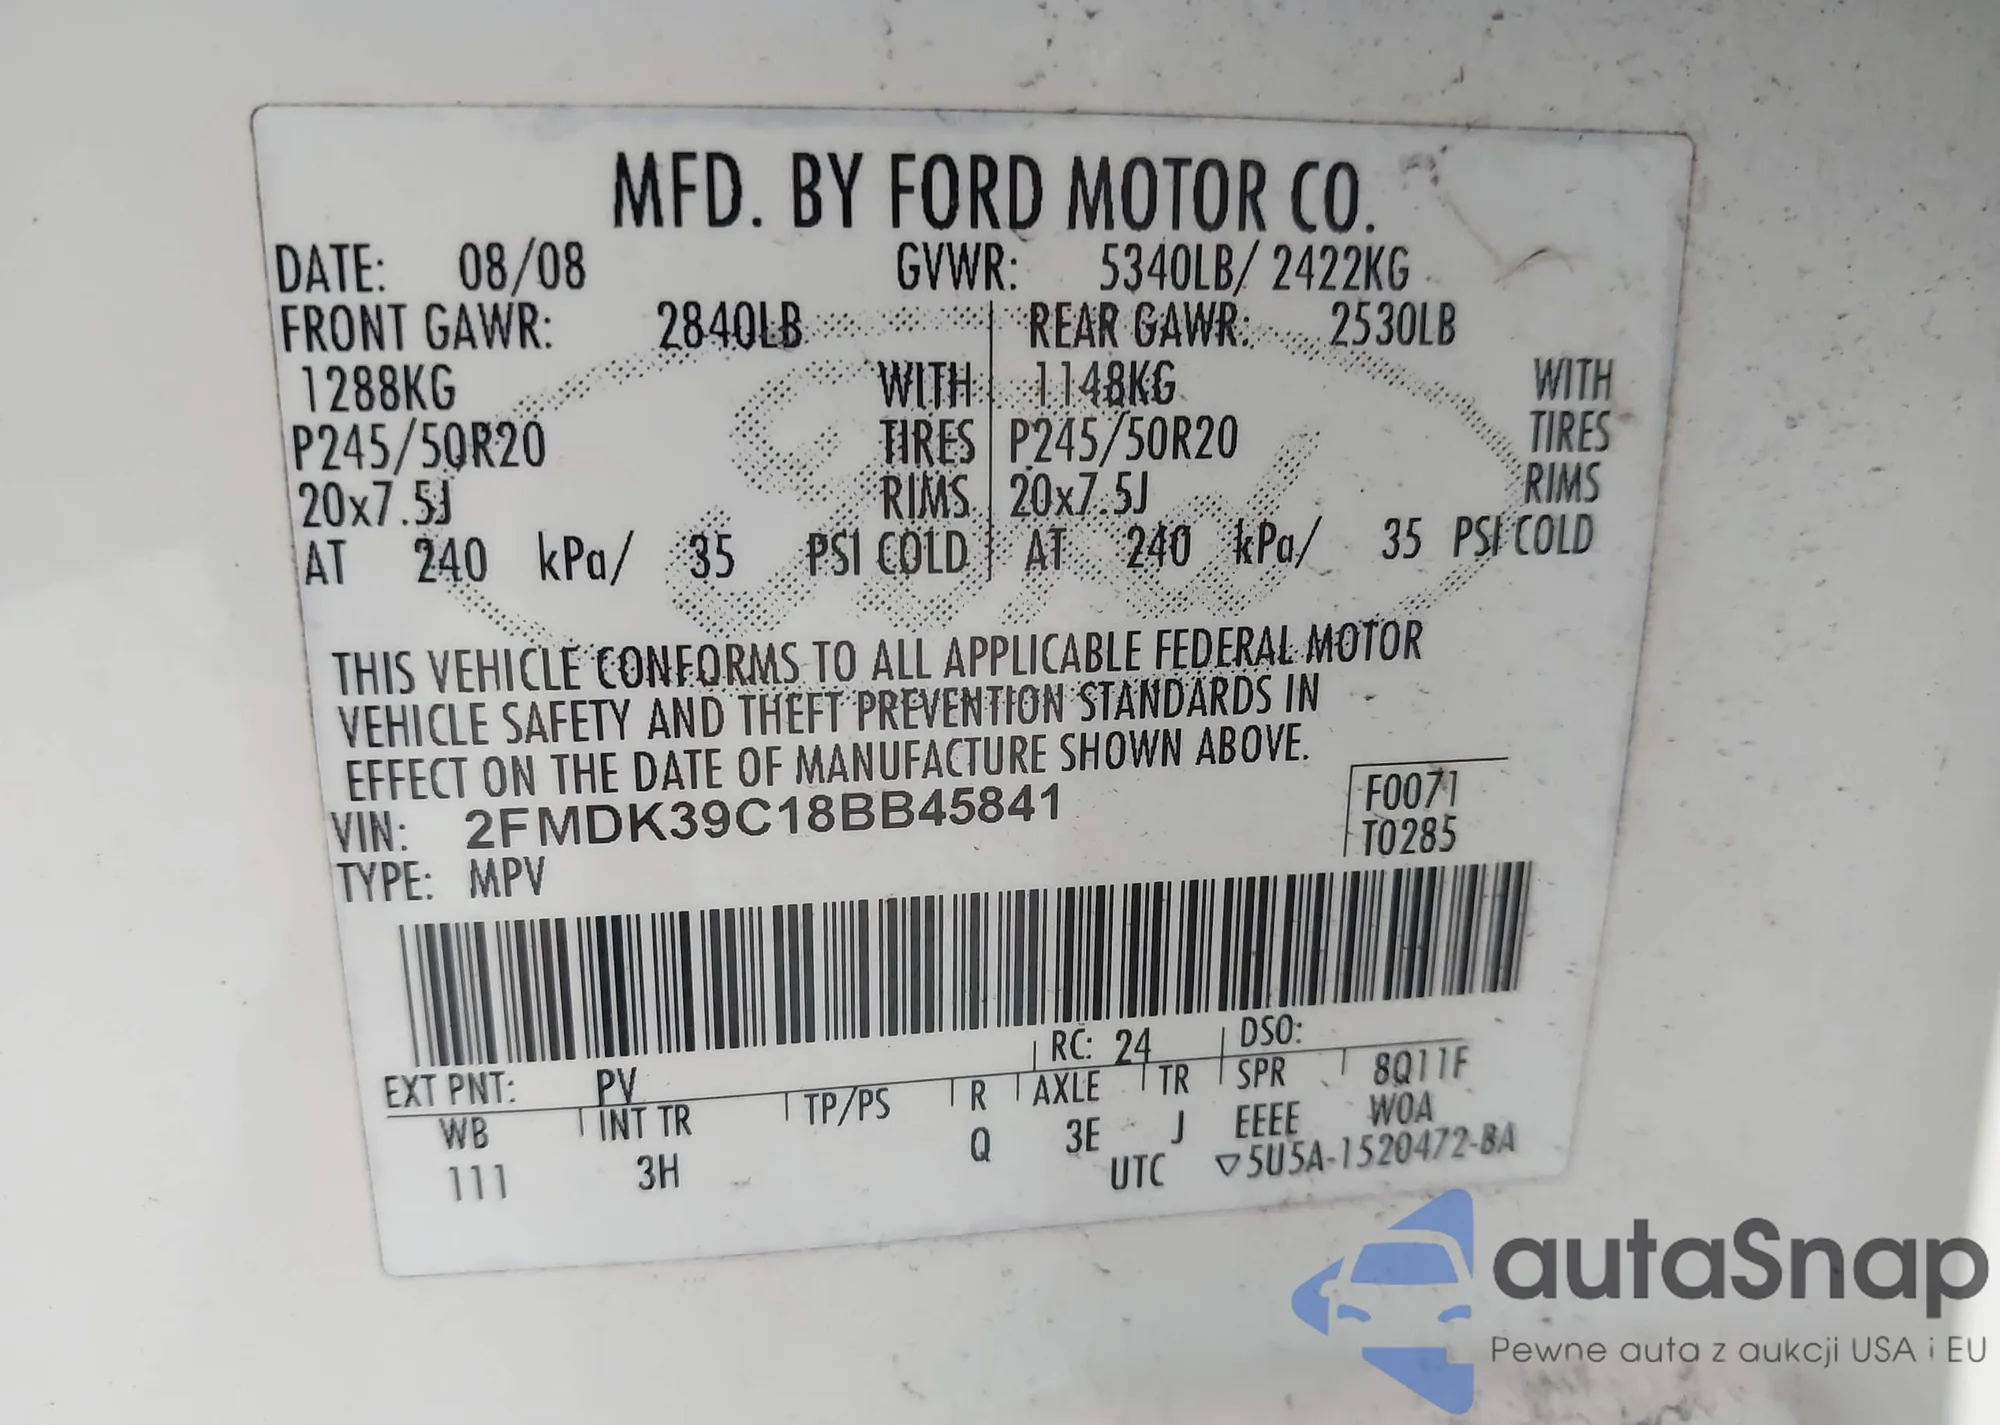 MFD. BY FORD MOTOR CO.
DATE: 08/08 GVWR: 5340LB/ 2422KG
FRONT GAWR: 2840LB REAR GAWR: 2530LB
1288KG WITH 1148KG WITH
P245/50R20 TIRES P245/50R20 TIRES
20x7.5J RIMS 20x7.5J RIMS
AT 240 kPa/ 35 PSI COLD AT 240 kPa/ 35 PSI COLD
THIS VEHICLE CONFORMS TO ALL APPLICABLE FEDERAL MOTOR
VEHICLE SAFETY AND THEFT PREVENTION STANDARDS IN
EFFECT ON THE DATE OF MANUFACTURE SHOWN ABOVE.
VIN: 2FMDK39C18BB45841 F0071
TYPE: MPV T0285
RC: 24 DSO:
EXT PNT: PV
WB INT TR TP/PS R AXLE TR SPR 8Q11F
111 3H Q 3E J EEEE WOA
UTC ▽5U5A-1520472-BA
Ford
autaSnap
Pewne auta z aukcji USA i EU